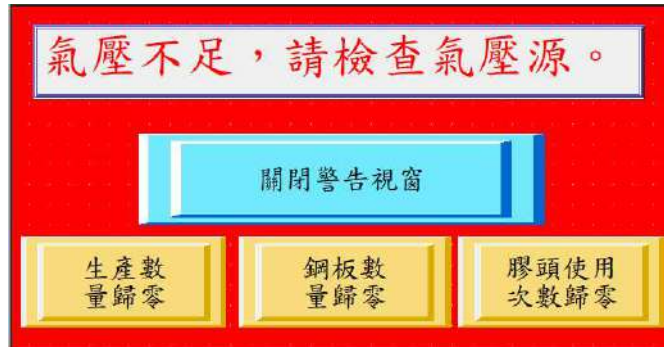 氣壓不足，請檢查氣壓源。
關閉警告視窗
生產數
量歸零
鋼板數
量歸零
膠頭使用
次數歸零